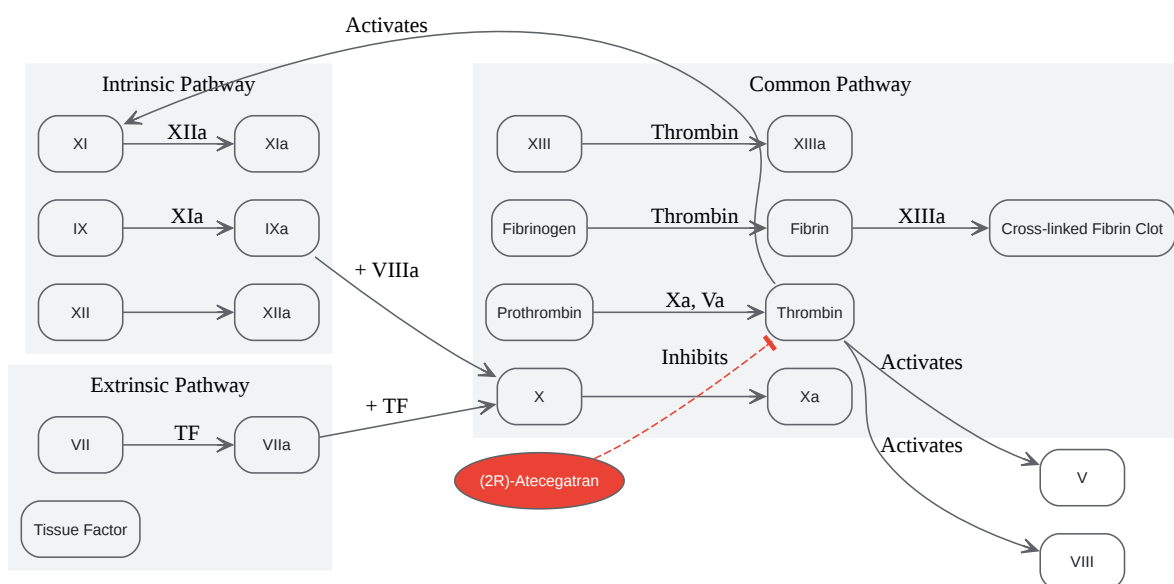 Activates
Intrinsic Pathway
XI
XIIa
XIa
IX
XIa
IXa
XII
XIIa
+ VIIIa
Extrinsic Pathway
VII
TF
VIIa
Tissue Factor
+ TF
Common Pathway
XIII
Thrombin
XIIIa
Fibrinogen
Thrombin
Fibrin
XIIIa
Cross-linked Fibrin Clot
Prothrombin
Xa, Va
Thrombin
Inhibits
X
Xa
(2R)-Atecegatran
Activates
Activates
V
VIII